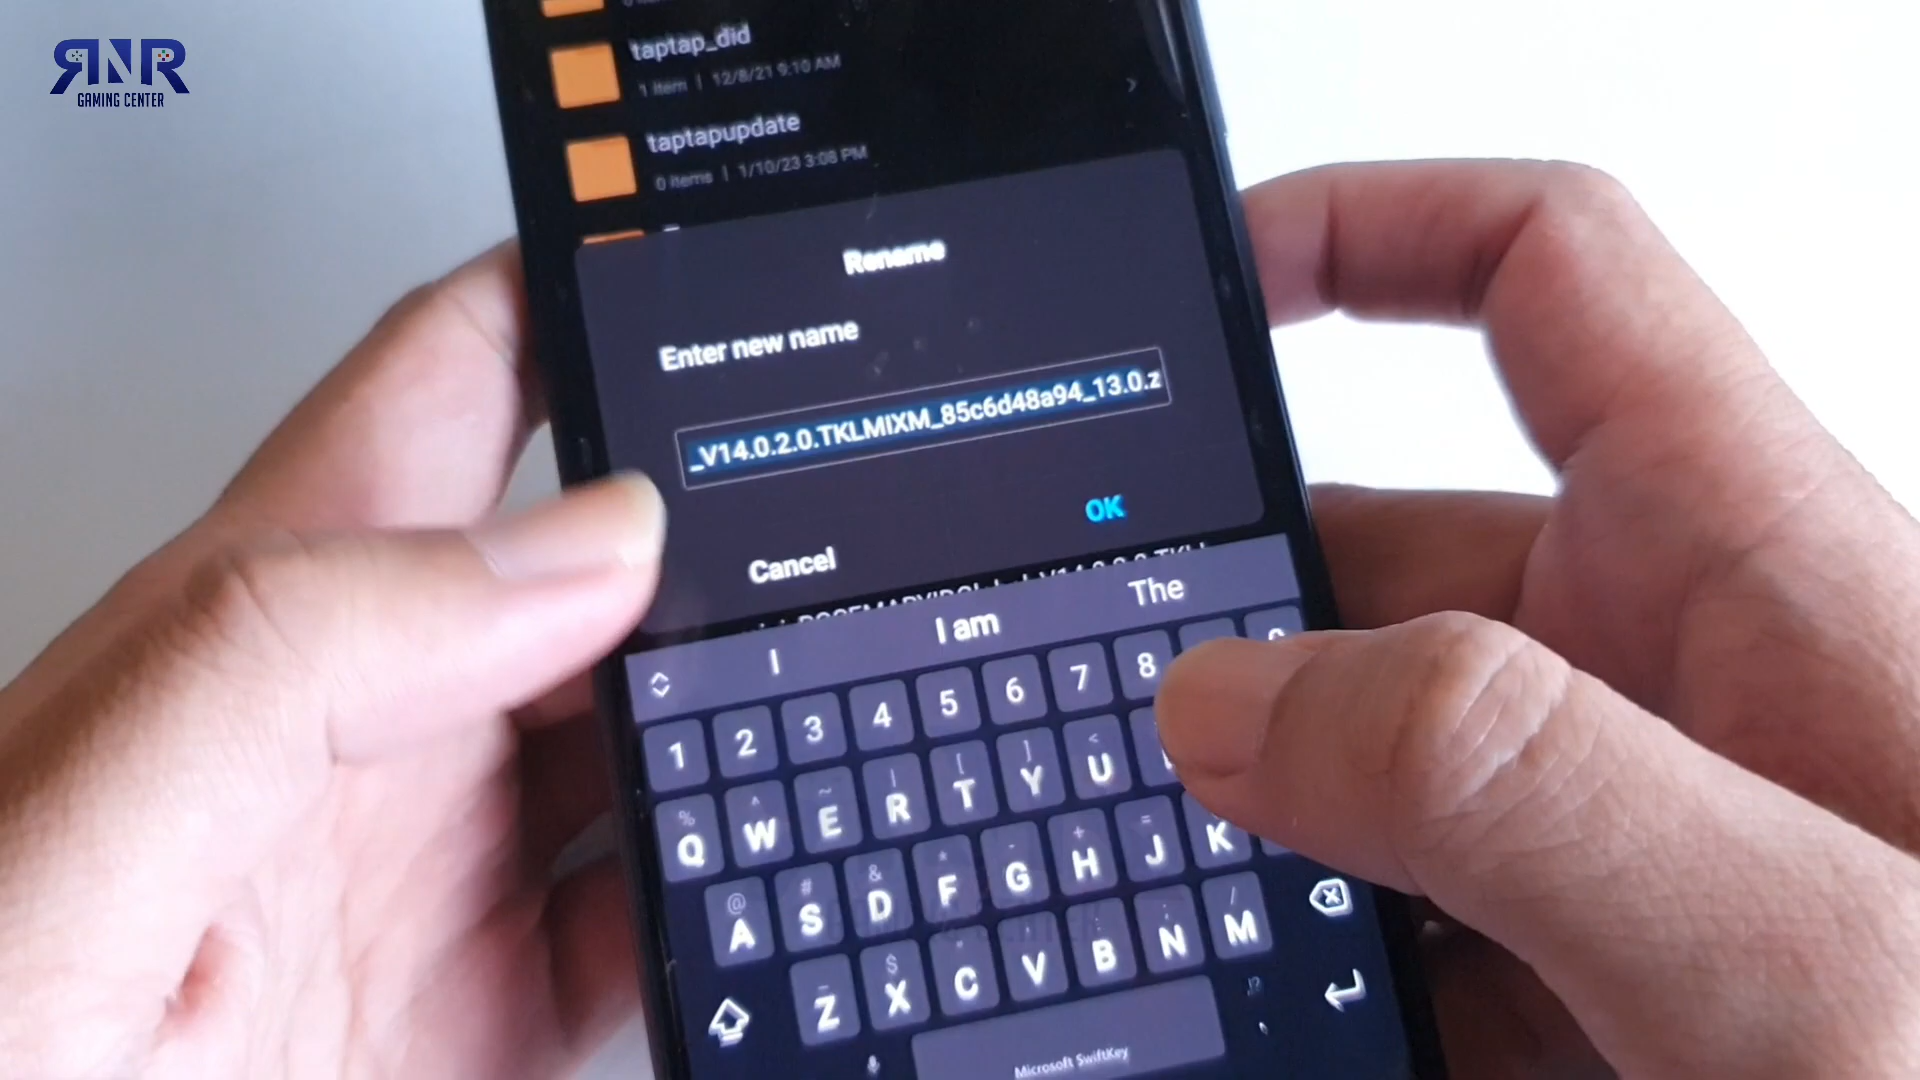 RNR
GAMING CENTER
taptap_did
1 item | 12/8/21 9:10 AM
taptapupdate
0 items | 1/10/23 3:08 PM
Rename
Enter new name
_V14.0.2.0.TKLMIXM_85c6d48a94_13.0.z
OK
Cancel
I
I am
The
1 2 3 4 5 6 7 8
% ^ ~ | [ ] <
Q W E R T Y U
@ # & * - + =
A S D F G H J K
$ /
Z X C V B N M
!?
,
Microsoft SwiftKey